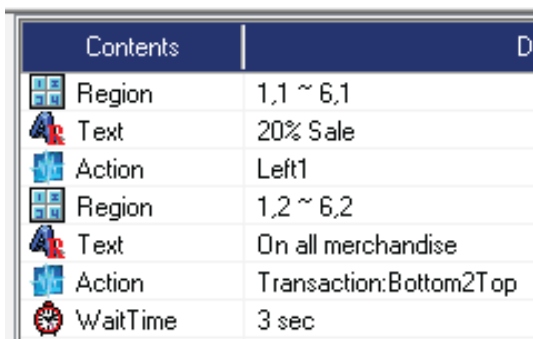 Contents D
Region 1,1 ~ 6,1
Text 20% Sale
Action Left1
Region 1,2 ~ 6,2
Text On all merchandise
Action Transaction:Bottom2Top
WaitTime 3 sec